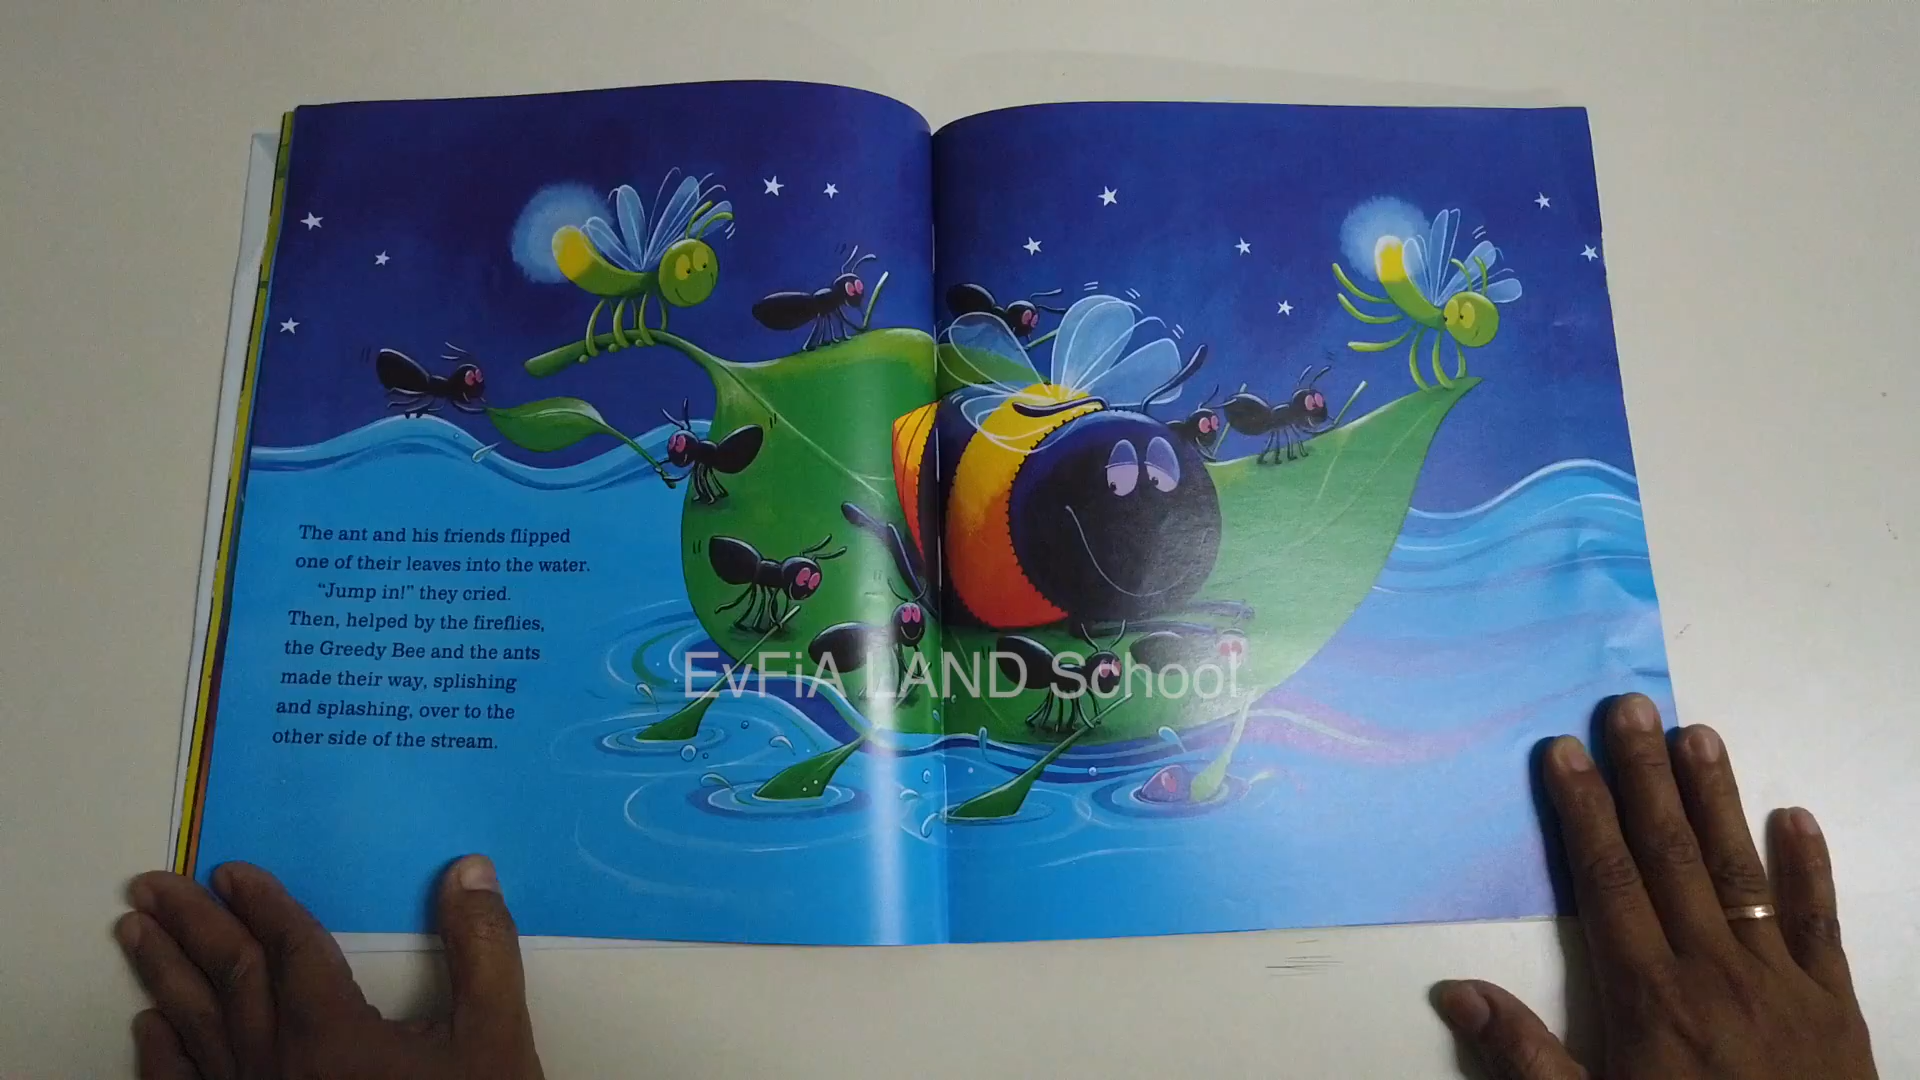 The ant and his friends flipped
one of their leaves into the water.
“Jump in!” they cried.
Then, helped by the fireflies,
the Greedy Bee and the ants
made their way, splishing
and splashing, over to the
other side of the stream.
EvFiA LAND School